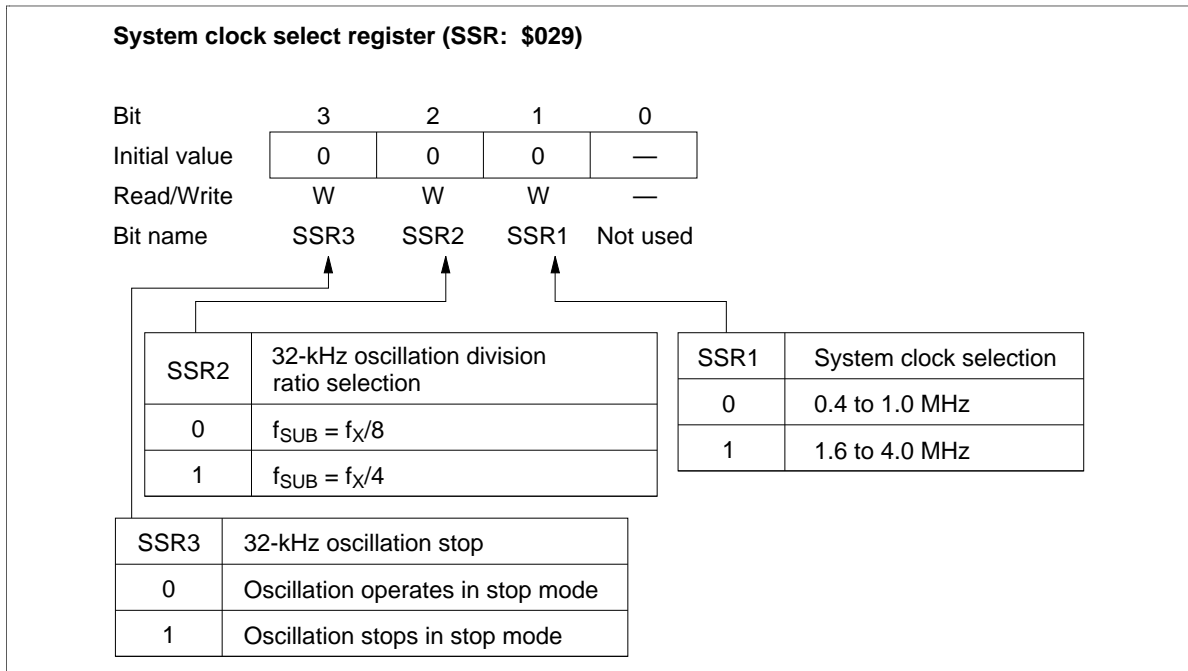 System clock select register (SSR: $029)
Bit 3 2 1 0
Initial value 0 0 0 —
Read/Write W W W —
Bit name SSR3 SSR2 SSR1 Not used
SSR2 32-kHz oscillation division
ratio selection
0 fSUB = fX/8
1 fSUB = fX/4
SSR1 System clock selection
0 0.4 to 1.0 MHz
1 1.6 to 4.0 MHz
SSR3 32-kHz oscillation stop
0 Oscillation operates in stop mode
1 Oscillation stops in stop mode